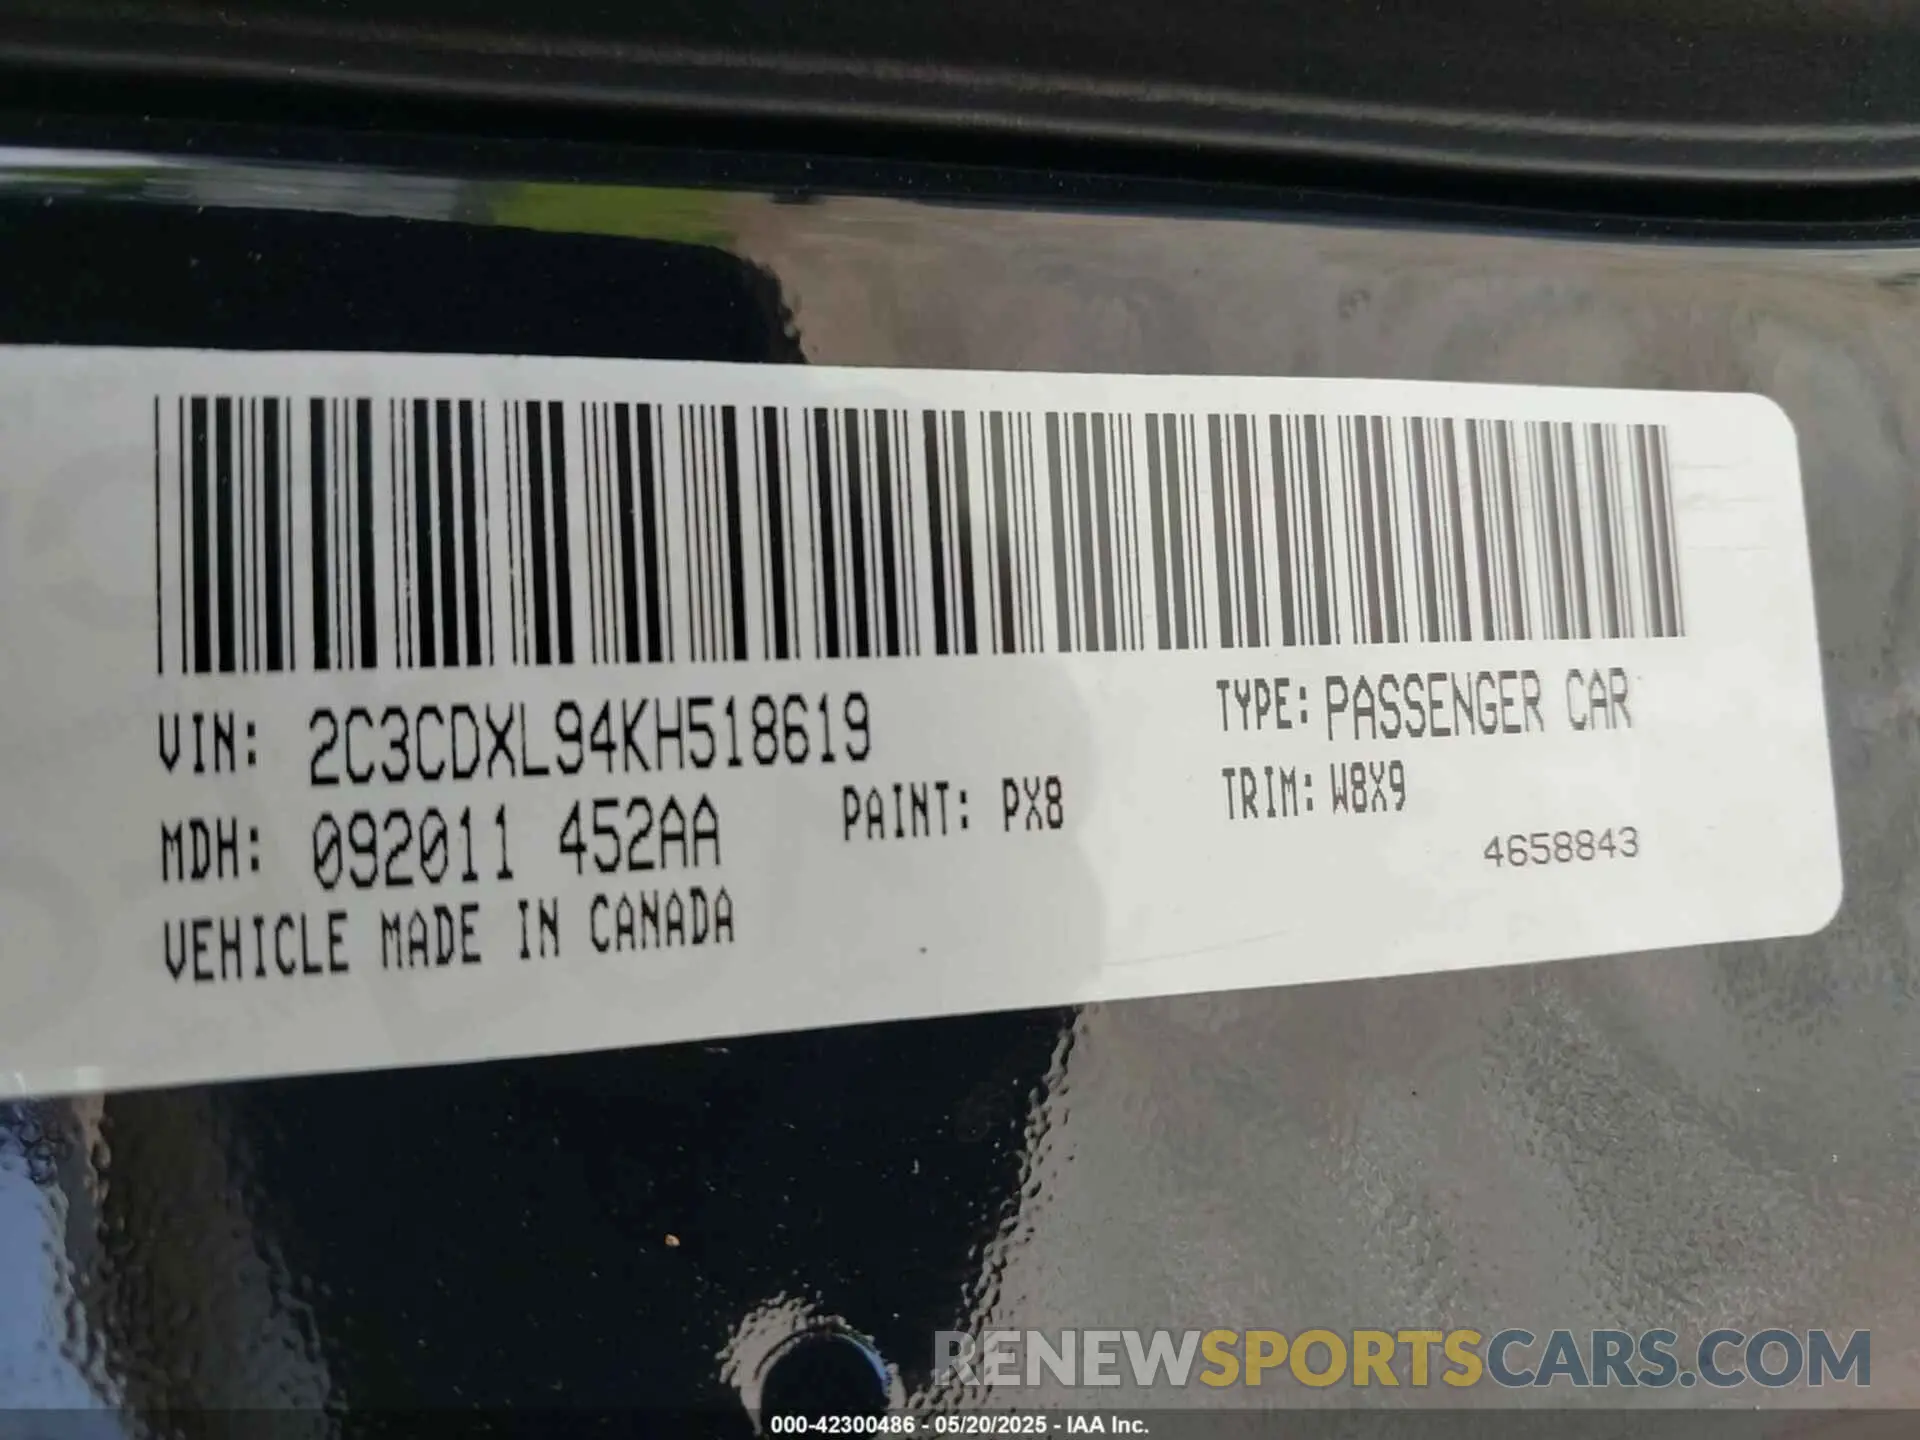 VIN: 2C3CDXL94KH518619
TYPE: PASSENGER CAR
MDH: 092011 452AA
PAINT: PX8
TRIM: W8X9
4658843
VEHICLE MADE IN CANADA
RENEWSPORTSCARS.COM
000-42300486 - 05/20/2025 - IAA Inc.